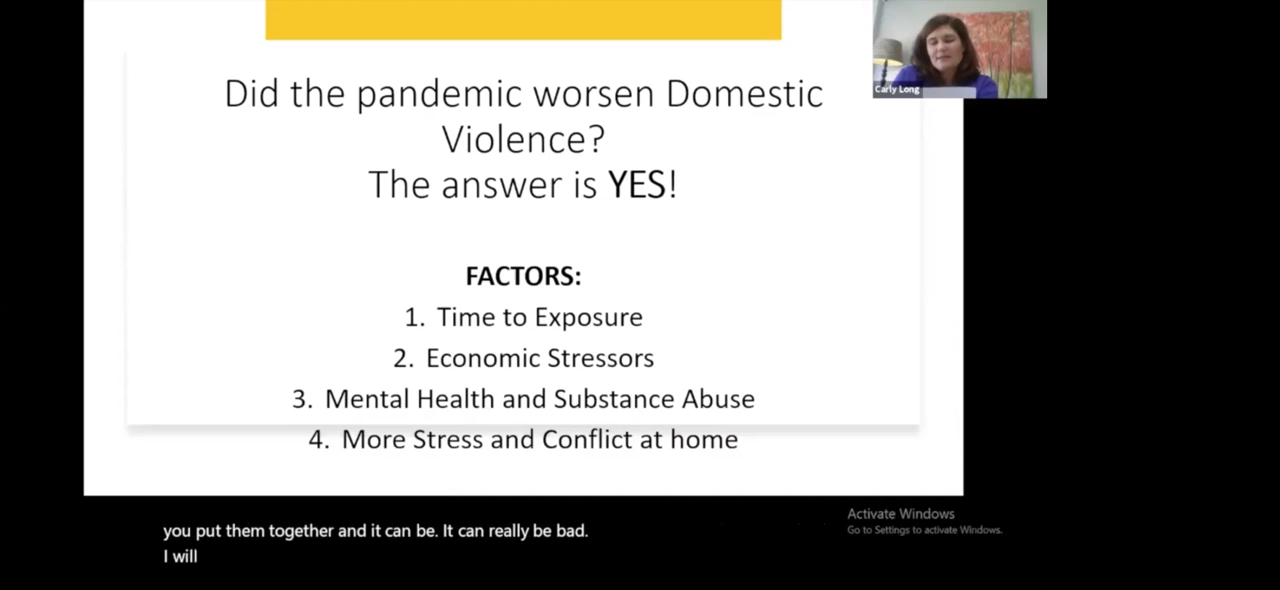 Did the pandemic worsen Domestic
Violence?
The answer is YES!
FACTORS:
1. Time to Exposure
2. Economic Stressors
3. Mental Health and Substance Abuse
4. More Stress and Conflict at home
Carly Long
you put them together and it can be. It can really be bad.
I will
Activate Windows
Go to Settings to activate Windows.